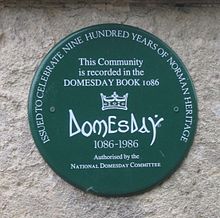 ISSUED TO CELEBRATE NINE HUNDRED YEARS OF NORMAN HERITAGE
This Community
is recorded in the
DOMESDAY BOOK 1086
DOMESDAY
1086-1986
Authorised by the
NATIONAL DOMESDAY COMMITTEE